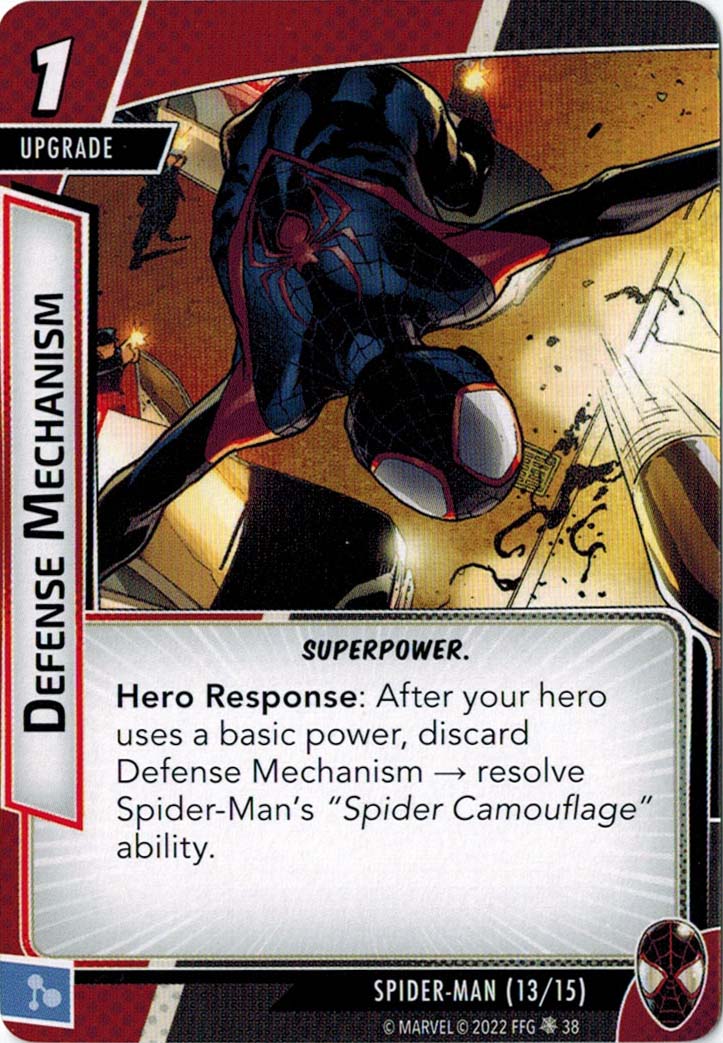 1
UPGRADE
DEFENSE MECHANISM
SUPERPOWER.
Hero Response: After your hero
uses a basic power, discard
Defense Mechanism → resolve
Spider-Man's "Spider Camouflage"
ability.
SPIDER-MAN (13/15)
© MARVEL © 2022 FFG 38